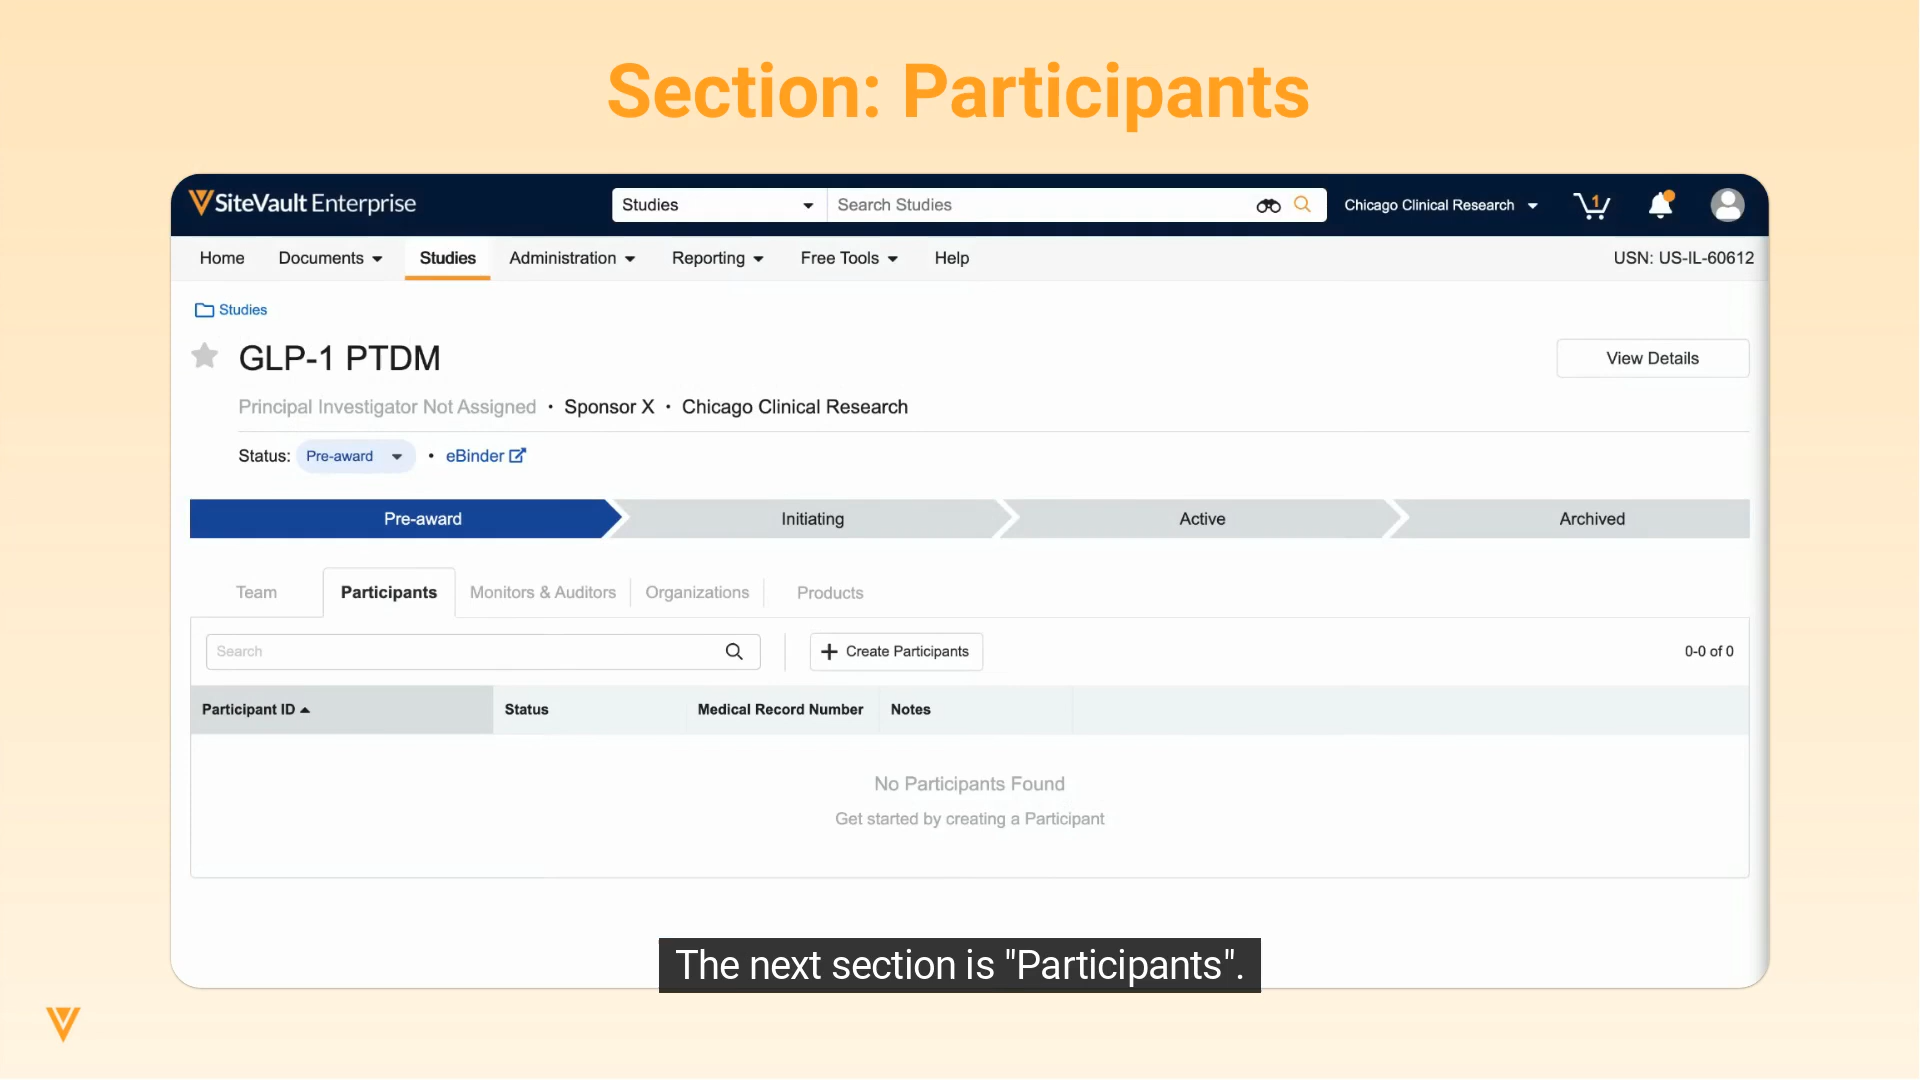 Section: Participants
SiteVault Enterprise
Studies
Search Studies
Chicago Clinical Research
1
Home
Documents
Studies
Administration
Reporting
Free Tools
Help
USN: US-IL-60612
Studies
GLP-1 PTDM
View Details
Principal Investigator Not Assigned · Sponsor X · Chicago Clinical Research
Status: Pre-award · eBinder
Pre-award
Initiating
Active
Archived
Team
Participants
Monitors & Auditors
Organizations
Products
Search
Create Participants
0-0 of 0
Participant ID
Status
Medical Record Number
Notes
No Participants Found
Get started by creating a Participant
The next section is "Participants".